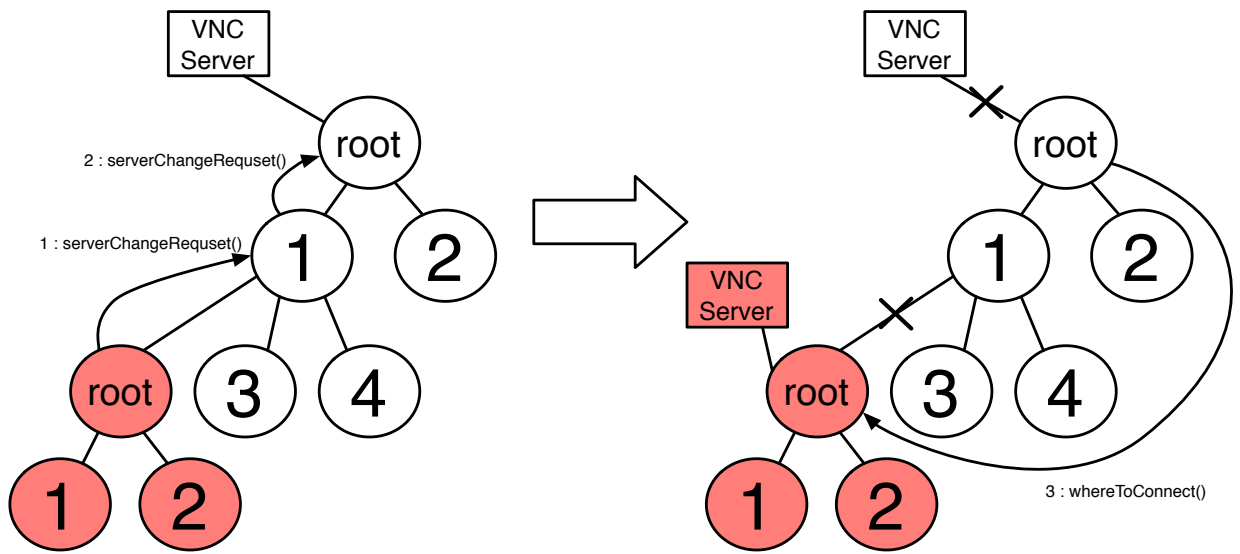 VNC
Server
root
2 : serverChangeRequset()
1 : serverChangeRequset()
1
2
root
3
4
1
2
VNC
Server
root
1
2
VNC
Server
root
3
4
1
2
3 : whereToConnect()